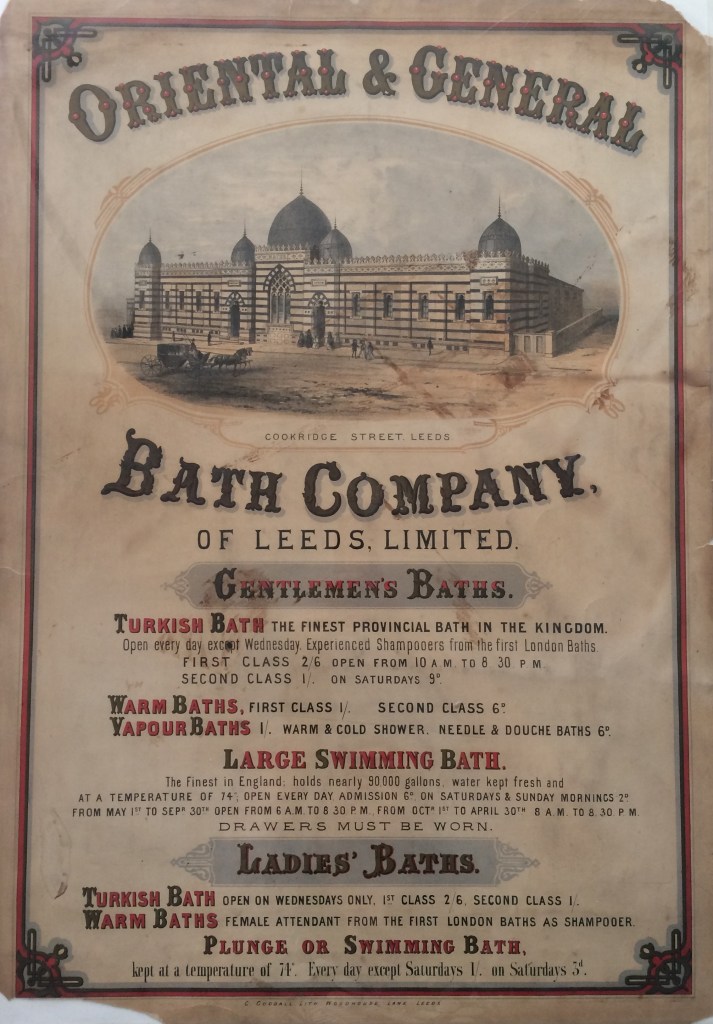 ORIENTAL & GENERAL
COOKRIDGE STREET. LEEDS
BATH COMPANY,
OF LEEDS, LIMITED.
GENTLEMEN'S BATHS.
TURKISH BATH THE FINEST PROVINCIAL BATH IN THE KINGDOM.
Open every day except Wednesday. Experienced Shampooers from the first London Baths.
FIRST CLASS 2/6 OPEN FROM 10 A.M. TO 8 30 P M
SECOND CLASS 1/. ON SATURDAYS 9ᴰ.
WARM BATHS, FIRST CLASS 1/. SECOND CLASS 6ᴰ.
VAPOUR BATHS 1/. WARM & COLD SHOWER. NEEDLE & DOUCHE BATHS 6ᴰ.
LARGE SWIMMING BATH.
The Finest in England: holds nearly 90,000 gallons, water kept fresh and
AT A TEMPERATURE OF 74°, OPEN EVERY DAY ADMISSION 6ᴰ ON SATURDAYS & SUNDAY MORNINGS 2ᴰ
FROM MAY 1ST TO SEPR 30TH OPEN FROM 6 A.M. TO 8.30 P.M. FROM OCTR 1ST TO APRIL 30TH 8 A.M. TO 8.30 P.M.
DRAWERS MUST BE WORN.
LADIES' BATHS.
TURKISH BATH OPEN ON WEDNESDAYS ONLY, 1ST CLASS 2/6, SECOND CLASS 1/.
WARM BATHS FEMALE ATTENDANT FROM THE FIRST LONDON BATHS AS SHAMPOOER.
PLUNGE OR SWIMMING BATH,
kept at a temperature of 74°. Every day except Saturdays 1/. on Saturdays 3d.
LITH LANE LEEDS